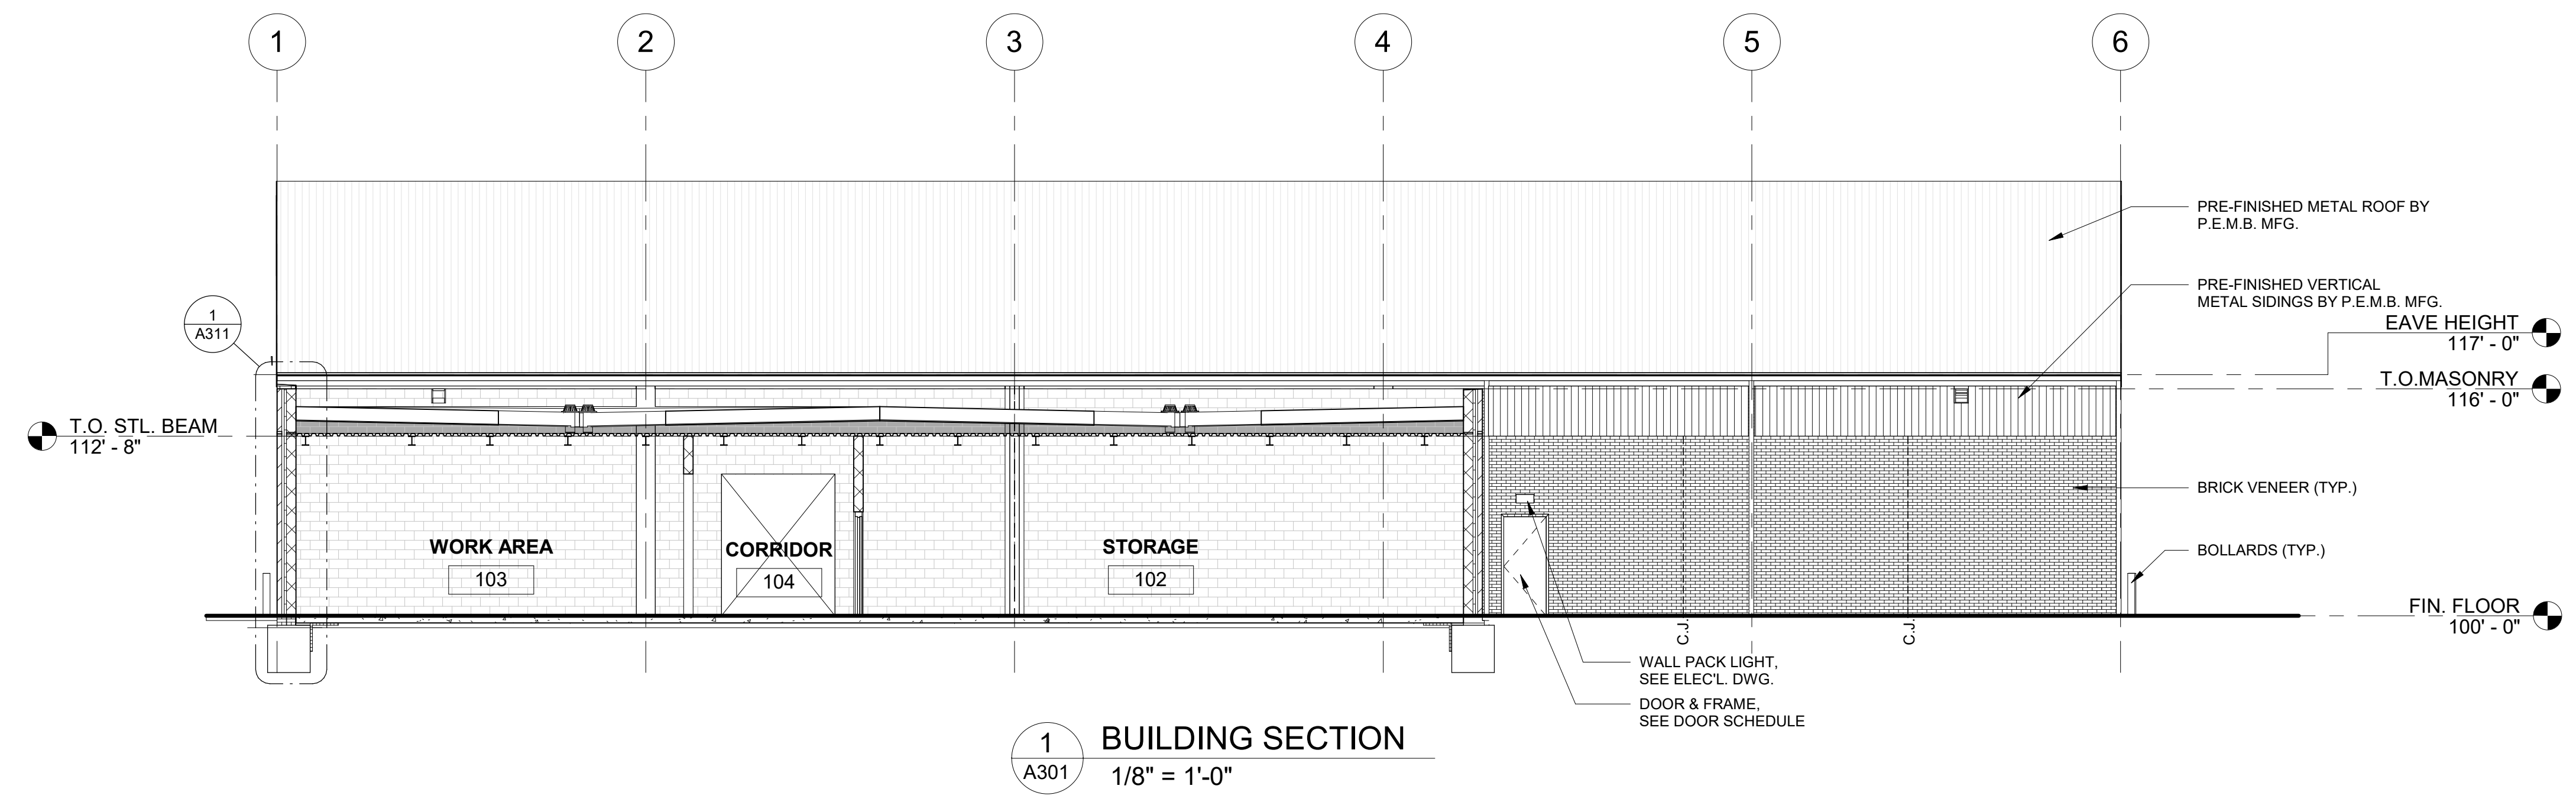 1
2
3
4
5
6
PRE-FINISHED METAL ROOF BY
P.E.M.B. MFG.
PRE-FINISHED VERTICAL
METAL SIDINGS BY P.E.M.B. MFG.
1
A311
EAVE HEIGHT
117' - 0"
T.O.MASONRY
116' - 0"
T.O. STL. BEAM
112' - 8"
BRICK VENEER (TYP.)
WORK AREA
103
CORRIDOR
104
STORAGE
102
BOLLARDS (TYP.)
FIN. FLOOR
100' - 0"
C.J.
C.J.
WALL PACK LIGHT,
SEE ELEC'L. DWG.
DOOR & FRAME,
SEE DOOR SCHEDULE
1
A301
BUILDING SECTION
1/8" = 1'-0"